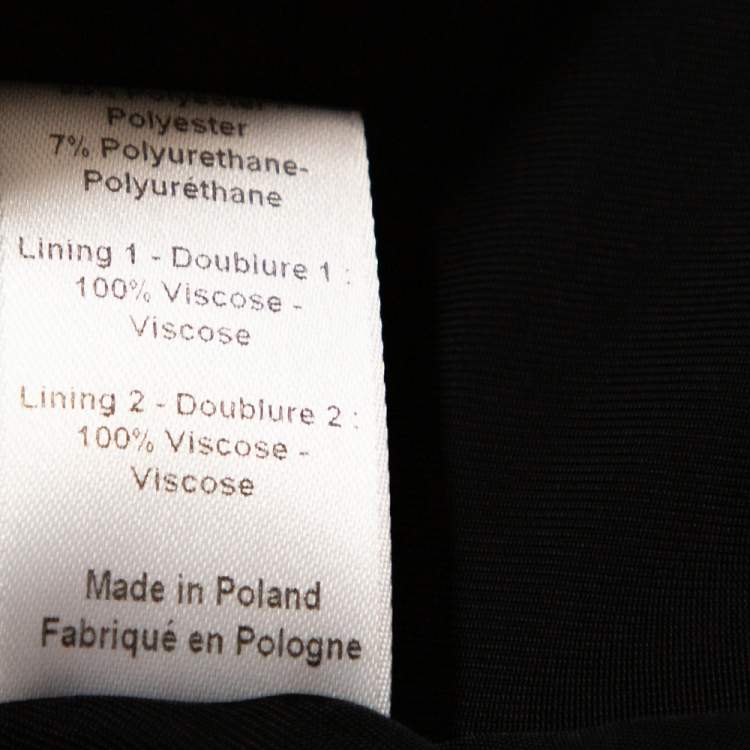 Polyester
7% Polyurethane-
Polyuréthane
Lining 1 - Doublure 1 :
100% Viscose -
Viscose
Lining 2 - Doublure 2 :
100% Viscose -
Viscose
Made in Poland
Fabriqué en Pologne